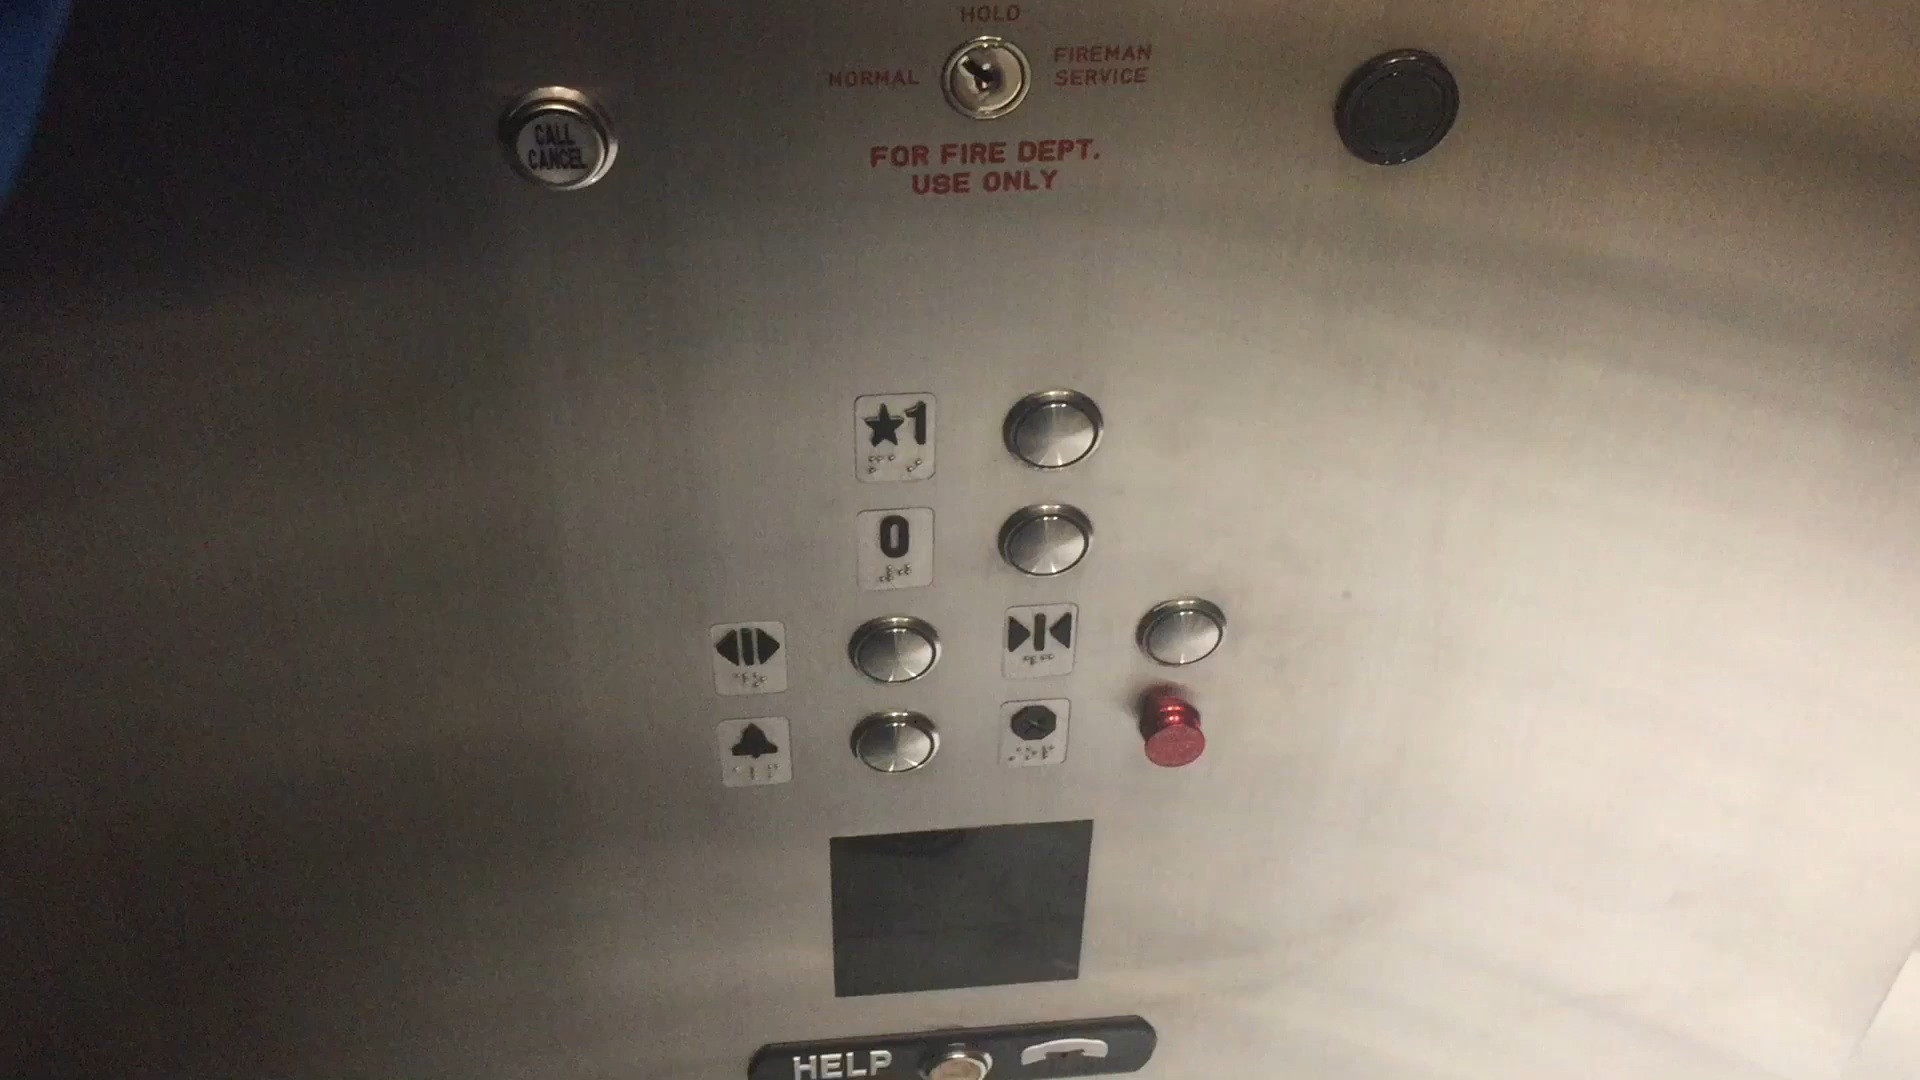 HOLD
NORMAL
FIREMAN
SERVICE
CALL
CANCEL
FOR FIRE DEPT.
USE ONLY
★1
0
HELP